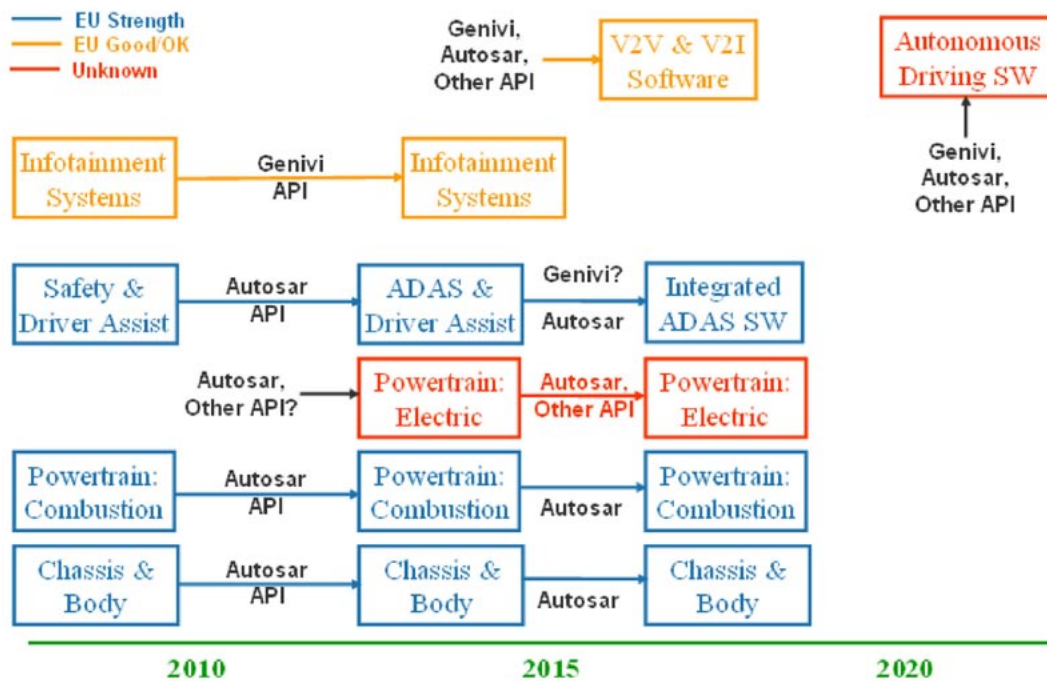 EU Strength
EU Good/OK
Unknown
Genivi,
Autosar,
Other API
V2V & V2I
Software
Autonomous
Driving SW
Genivi,
Autosar,
Other API
Infotainment
Systems
Genivi
API
Infotainment
Systems
Safety &
Driver Assist
Autosar
API
ADAS &
Driver Assist
Genivi?
Autosar
Integrated
ADAS SW
Autosar,
Other API?
Powertrain:
Electric
Autosar,
Other API
Powertrain:
Electric
Powertrain:
Combustion
Autosar
API
Powertrain:
Combustion
Autosar
Powertrain:
Combustion
Chassis &
Body
Autosar
API
Chassis &
Body
Autosar
Chassis &
Body
2010
2015
2020